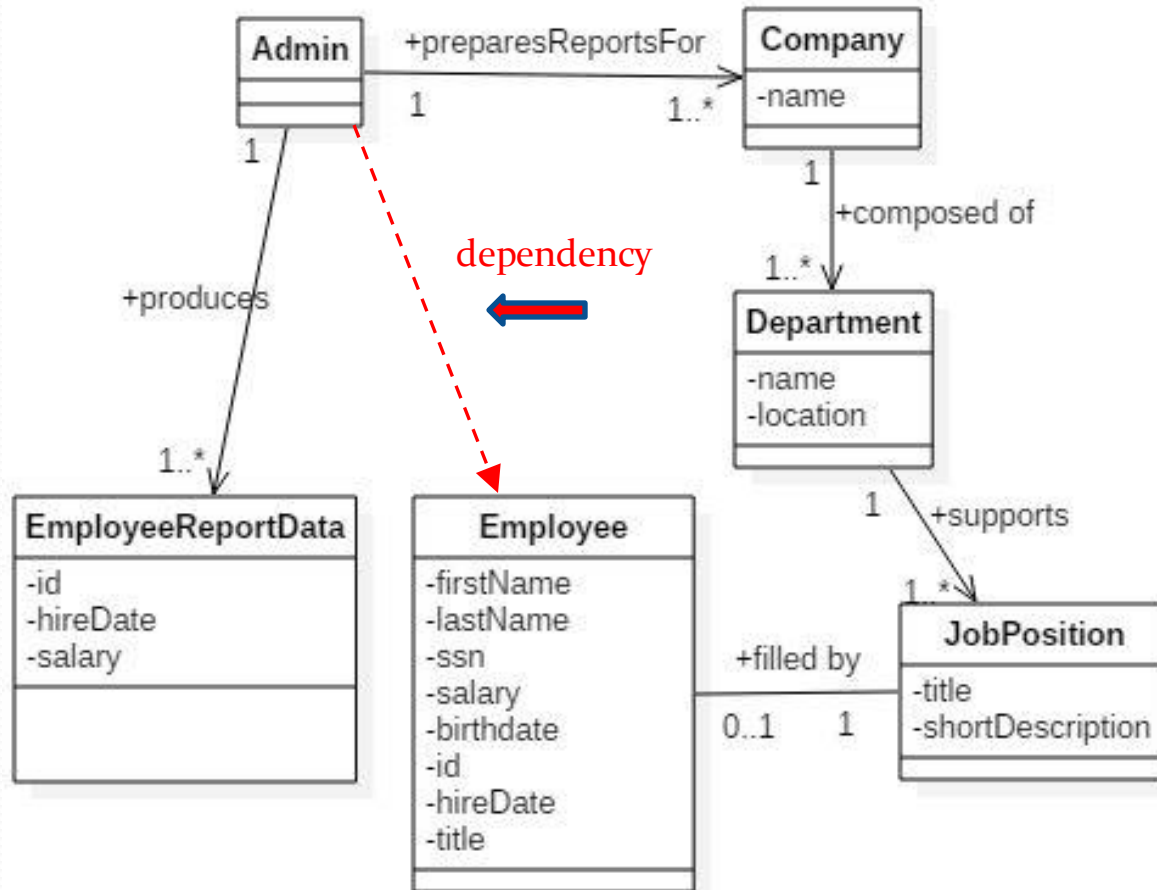 Admin
+preparesReportsFor
1
1..*
Company
-name
1
1
+composed of
1..*
dependency
+produces
1..*
Department
-name
-location
1
+supports
1..*
EmployeeReportData
-id
-hireDate
-salary
Employee
-firstName
-lastName
-ssn
-salary
-birthdate
-id
-hireDate
-title
+filled by
0..1
1
JobPosition
-title
-shortDescription